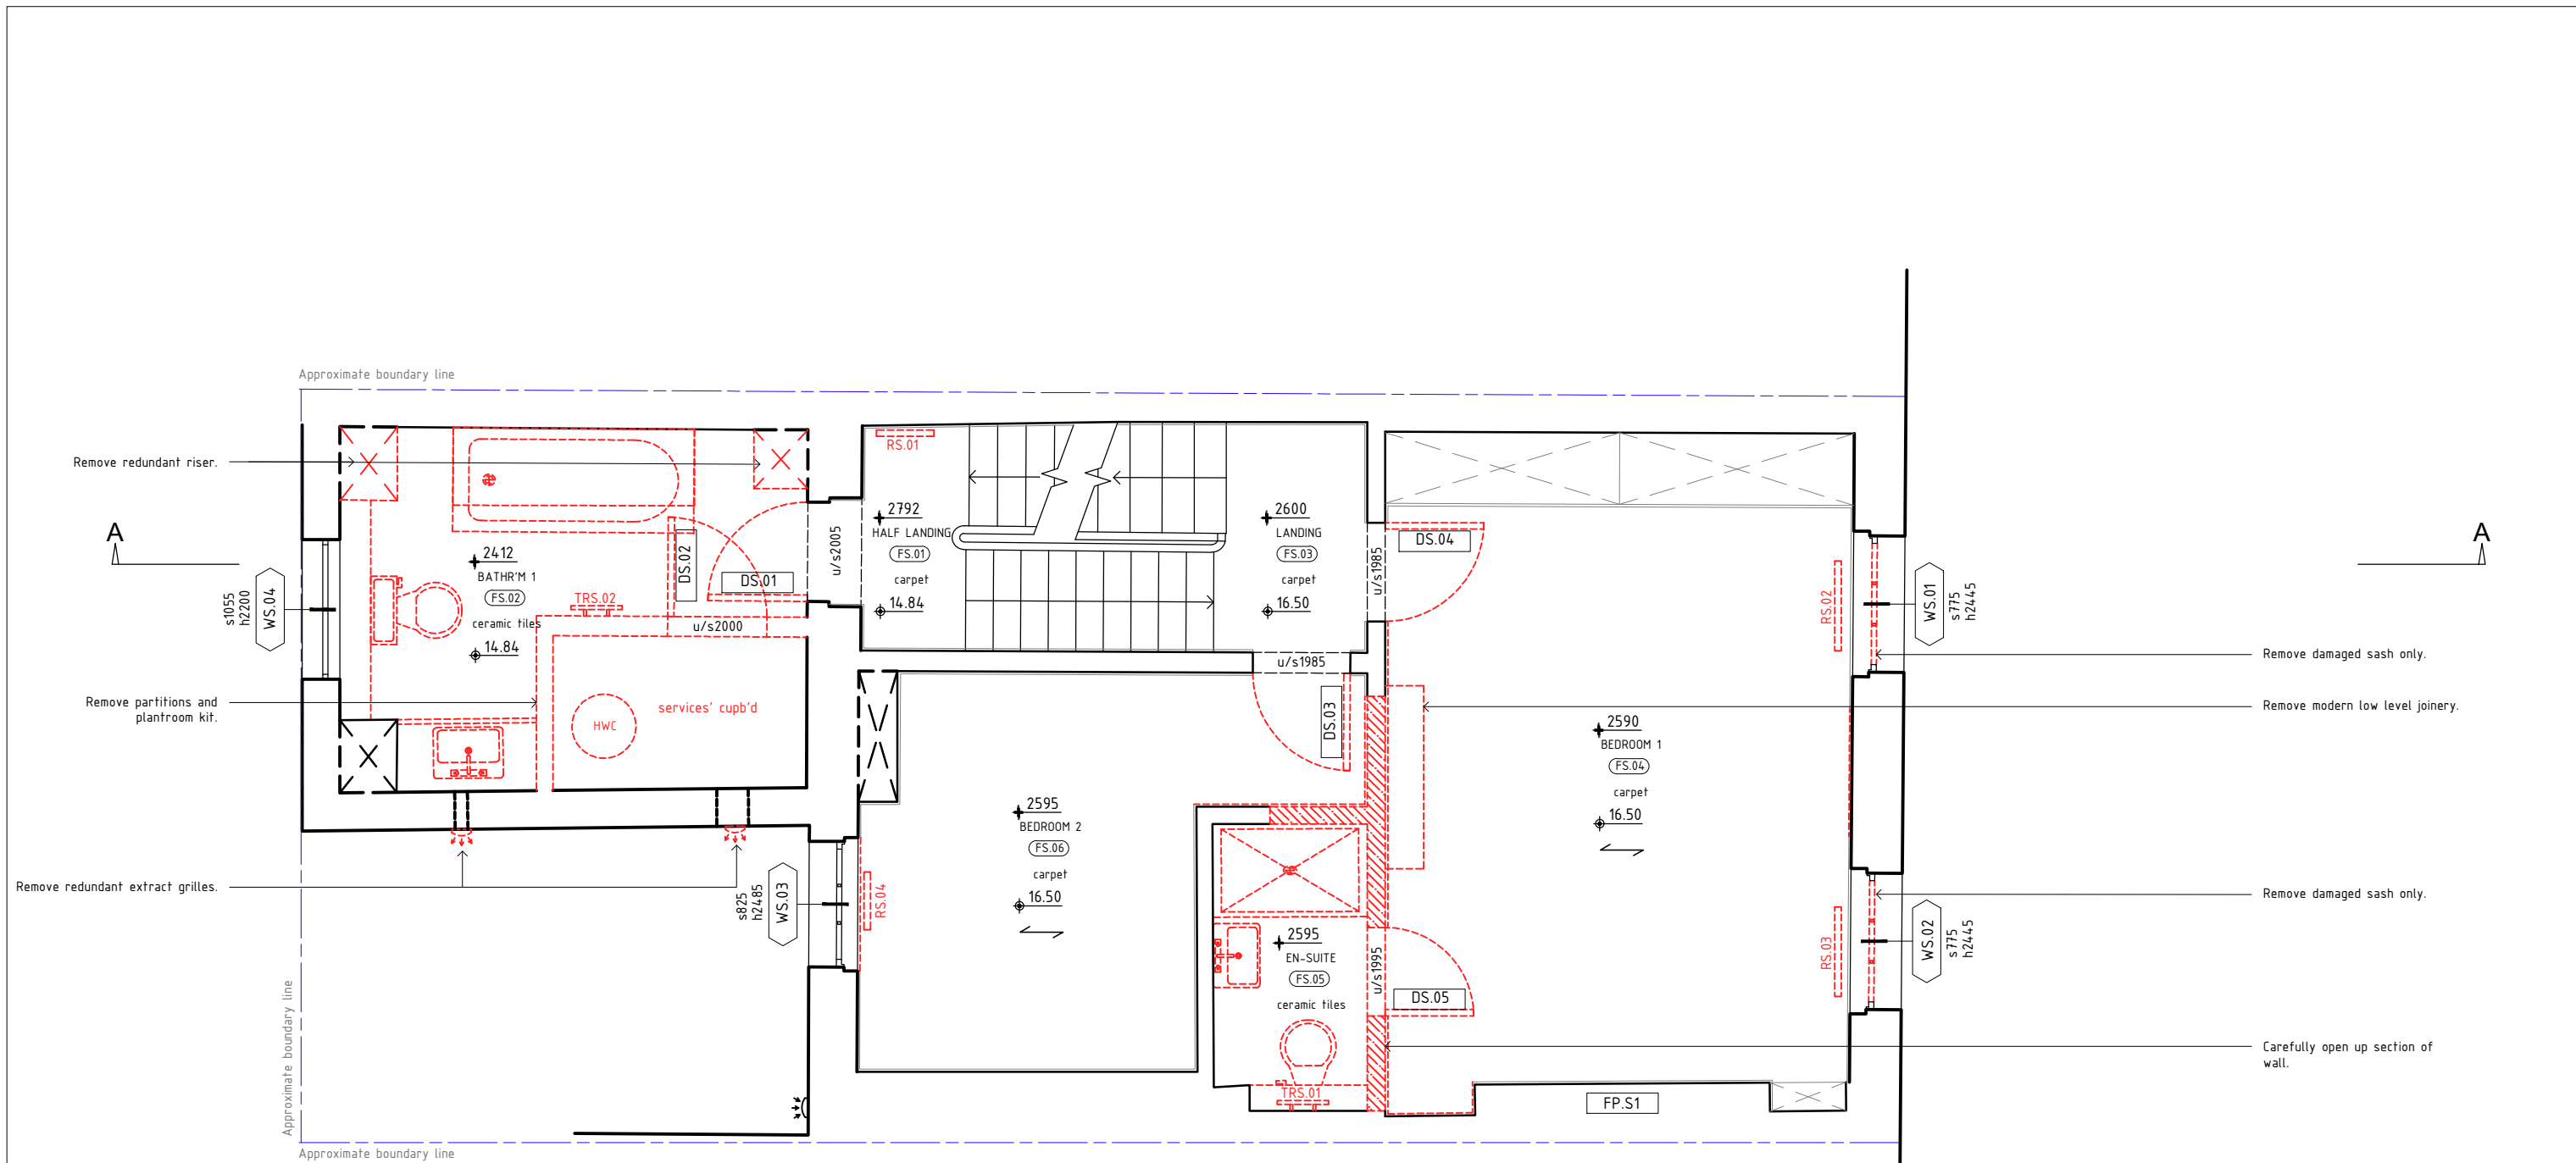 Approximate boundary line
Remove redundant riser.
A
s1055
h2200
WS.04
Remove partitions and
plantroom kit.
Remove redundant extract grilles.
Approximate boundary line
Approximate boundary line
2412
BATHR'M 1
FS.02
ceramic tiles
14.84
TRS.02
DS.02
DS.01
u/s2000
services' cupb'd
HWC
u/s2005
RS.01
2792
HALF LANDING
FS.01
carpet
14.84
2600
LANDING
FS.03
carpet
16.50
u/s1985
u/s1985
DS.03
DS.04
s825
h2485
WS.03
RS.04
2595
BEDROOM 2
FS.06
carpet
16.50
2595
EN-SUITE
FS.05
ceramic tiles
TRS.01
u/s1995
DS.05
2590
BEDROOM 1
FS.04
carpet
16.50
FP.S1
RS.02
RS.03
WS.01
s775
h2445
WS.02
s775
h2445
A
Remove damaged sash only.
Remove modern low level joinery.
Remove damaged sash only.
Carefully open up section of
wall.